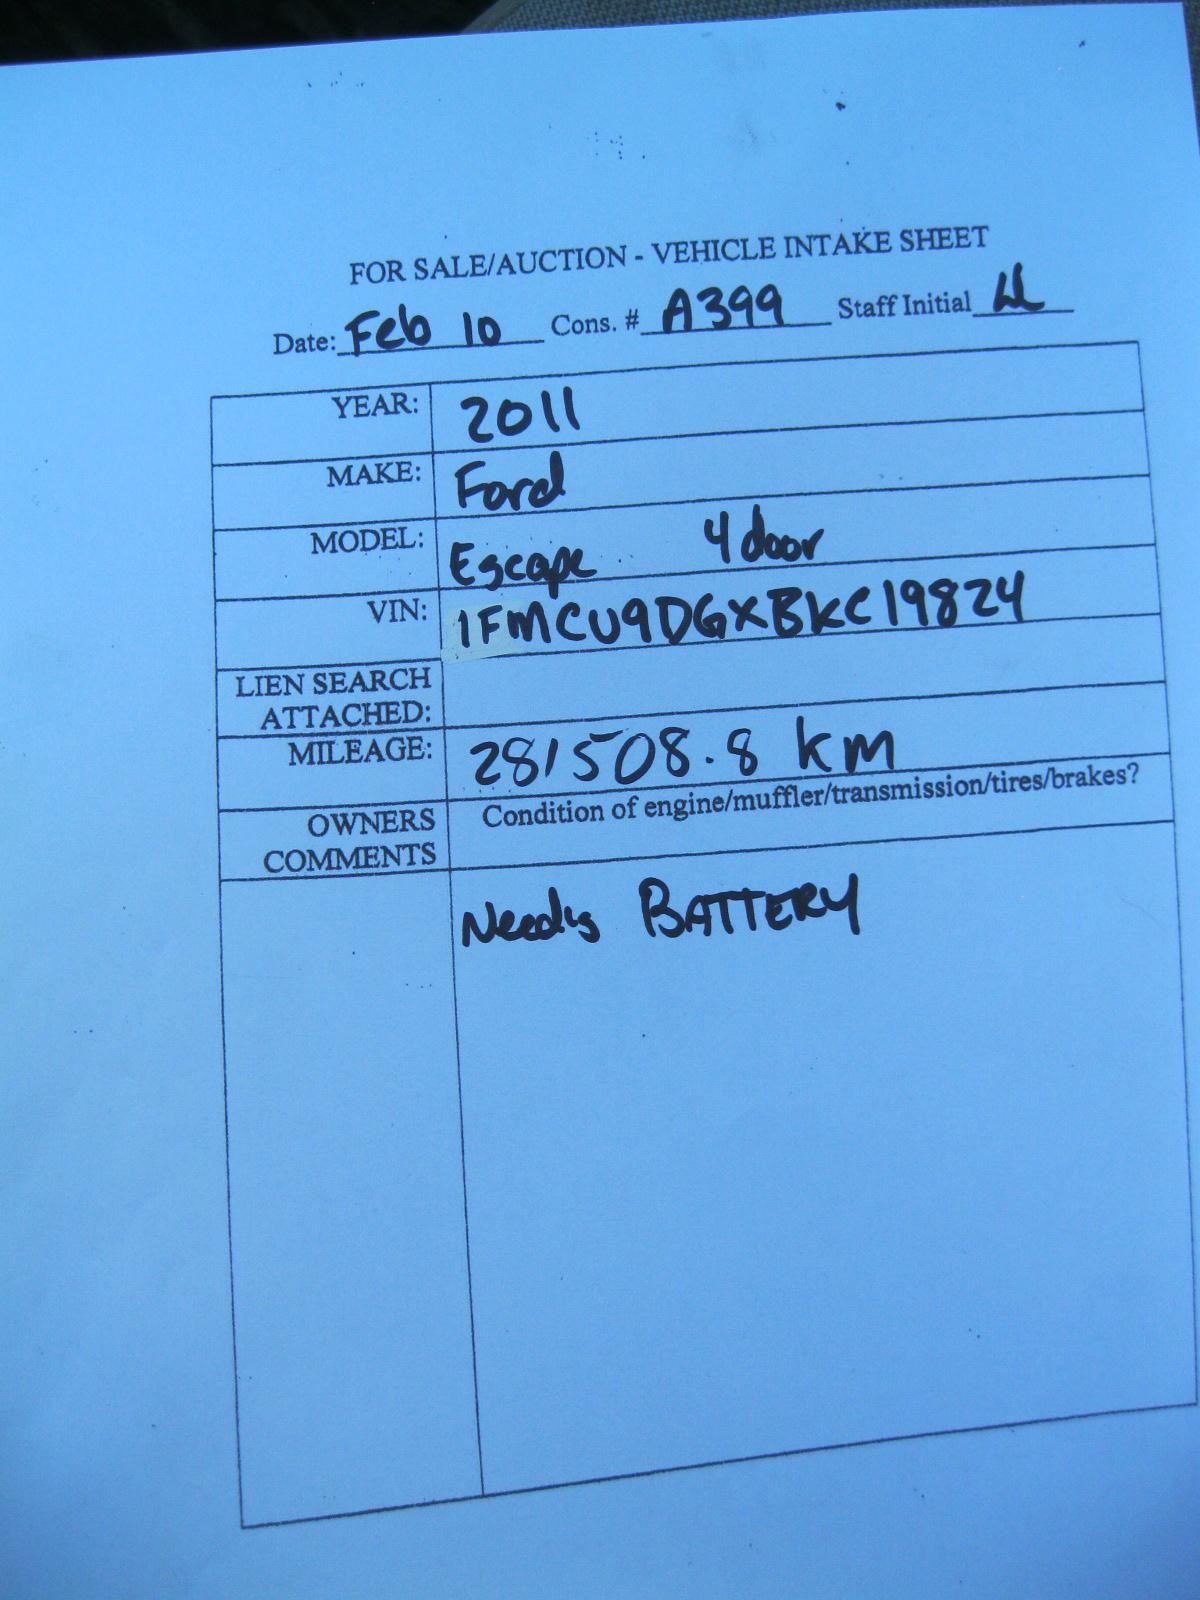 FOR SALE/AUCTION - VEHICLE INTAKE SHEET
Date: Feb 10 Cons. # A399 Staff Initial LL
YEAR: 2011
MAKE: Ford
MODEL: Escape 4 door
VIN: 1FMCU9DGXBKC19824
LIEN SEARCH
ATTACHED:
MILEAGE: 281508.8 km
OWNERS
COMMENTS
Condition of engine/muffler/transmission/tires/brakes?
Needs BATTERY